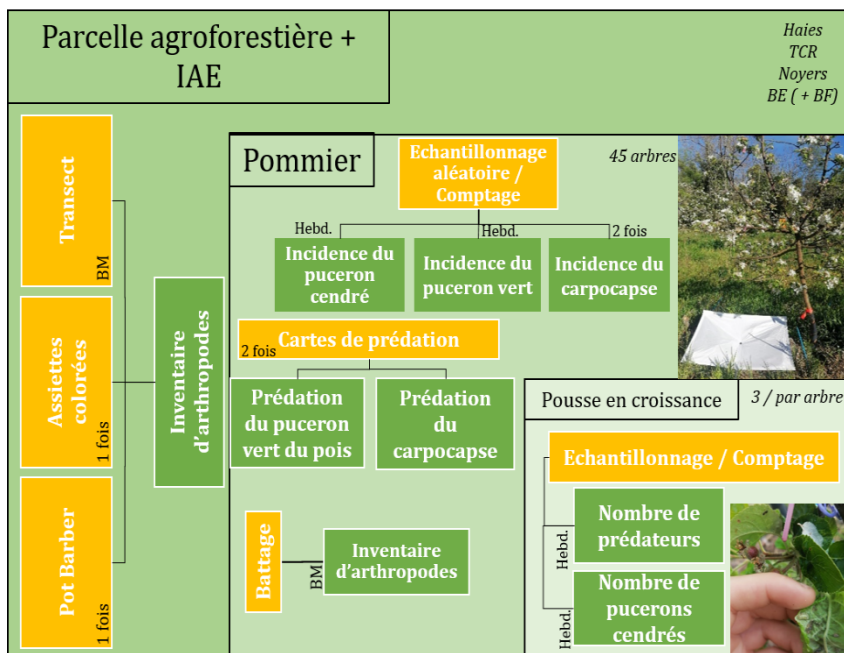 Parcelle agroforestière +
IAE
Haies
TCR
Noyers
BE ( + BF)
Transect
BM
Assiettes
colorées
1 fois
Pot Barber
1 fois
Inventaire
d'arthropodes
Pommier
45 arbres
Echantillonnage
aléatoire /
Comptage
Hebd.
Hebd.
2 fois
Incidence du
puceron
cendré
Incidence du
puceron vert
Incidence du
carpocapse
Cartes de prédation
2 fois
Prédation
du puceron
vert du pois
Prédation
du
carpocapse
Battage
BM
Inventaire
d'arthropodes
Pousse en croissance
3 / par arbre
Echantillonnage / Comptage
Hebd.
Nombre de
prédateurs
Hebd.
Nombre de
pucerons
cendrés